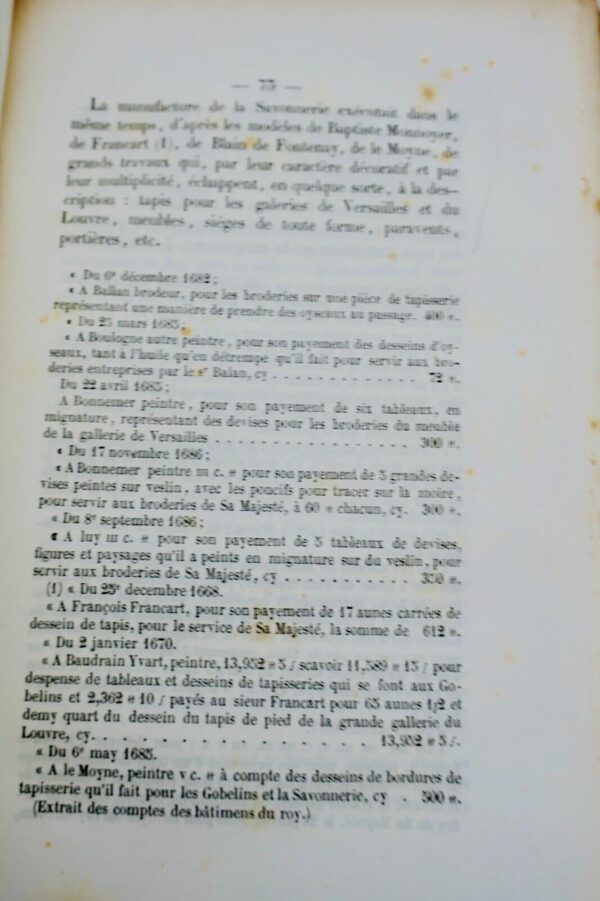 — 75 —
La manufacture de la Savonnerie exécutait dans le
même temps, d'après les modèles de Baptiste Monnoyer,
de Francart (1), de Blain de Fontenay, de le Moyne, de
grands travaux qui, par leur caractère décoratif et par
leur multiplicité, échappent, en quelque sorte, à la des-
cription : tapis pour les galeries de Versailles et du
Louvre, meubles, siéges de toute forme, paravents,
portières, etc.
« Du 6e décembre 1682;
« A Ballan brodeur, pour les broderies sur une pièce de tapisserie
représentant une manière de prendre des oyseaux au passage. 400 ₶.
« Du 25 mars 1685;
« A Boulogne autre peintre, pour son payement des desseins d'oy-
seaux, tant à l'huile qu'en détrempe qu'il fait pour servir aux bro-
deries entreprises par le sr Balan, cy . . . . . . . . . . . . 72 ₶.
Du 22 avril 1685;
A Bonnemer peintre, pour son payement de six tableaux, en
mignature, représentant des devises pour les broderies du meuble
de la gallerie de Versailles . . . . . . . . . . . . . . . . 300 ₶.
« Du 17 novembre 1686;
« A Bonnemer peintre III c. ₶ pour son payement de 5 grandes de-
vises peintes sur veslin, avec les poncifs pour tracer sur la moire,
pour servir aux broderies de Sa Majesté, à 60 ₶ chacun, cy. 300 ₶.
« Du 8e septembre 1686;
« A luy III c. ₶ pour son payement de 5 tableaux de devises,
figures et paysages qu'il a peints en mignature sur du veslin, pour
servir aux broderies de Sa Majesté, cy . . . . . . . . . . . 350 ₶.
(1) « Du 25e decembre 1668.
« A François Francart, pour son payement de 17 aunes carrées de
dessein de tapis, pour le service de Sa Majesté, la somme de 612 ₶.
« Du 2 janvier 1670.
« A Baudrain Yvart, peintre, 13,952 ₶ 5 ſ scavoir 11,589 ₶ 15 ſ pour
despense de tableaux et desseins de tapisseries qui se font aux Go-
belins et 2,362 ₶ 10 ſ payés au sieur Francart pour 65 aunes 1/2 et
demy quart du dessein du tapis de pied de la grande gallerie du
Louvre, cy. . . . . . . . . . . . . . . . . . 13,952 ₶ 5 ſ.
« Du 6e may 1685.
« A le Moyne, peintre V c. ₶ à compte des desseins de bordures de
tapisserie qu'il fait pour les Gobelins et la Savonnerie, cy . 500 ₶.
(Extrait des comptes des bâtimens du roy.)